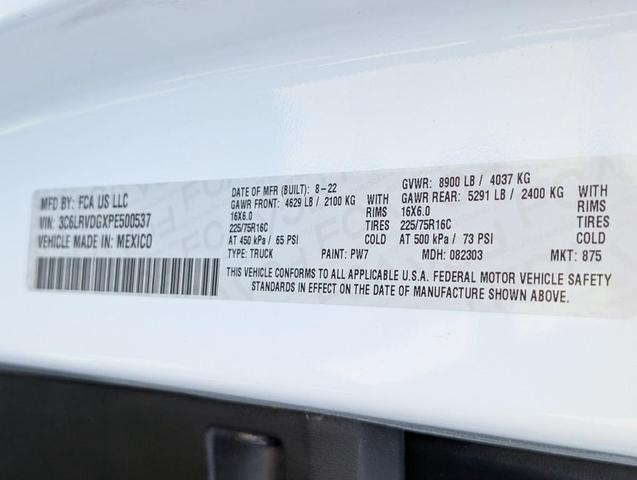 MFD BY: FCA US LLC
VIN: 3C6LRVDGXPE500537
VEHICLE MADE IN: MEXICO
DATE OF MFR (BUILT): 8-22 GVWR: 8900 LB / 4037 KG
GAWR FRONT: 4629 LB / 2100 KG WITH GAWR REAR: 5291 LB / 2400 KG WITH
16X6.0 RIMS 16X6.0 RIMS
225/75R16C TIRES 225/75R16C TIRES
AT 450 kPa / 65 PSI COLD AT 500 kPa / 73 PSI COLD
TYPE: TRUCK PAINT: PW7 MDH: 082303 MKT: 875
THIS VEHICLE CONFORMS TO ALL APPLICABLE U.S.A. FEDERAL MOTOR VEHICLE SAFETY
STANDARDS IN EFFECT ON THE DATE OF MANUFACTURE SHOWN ABOVE.